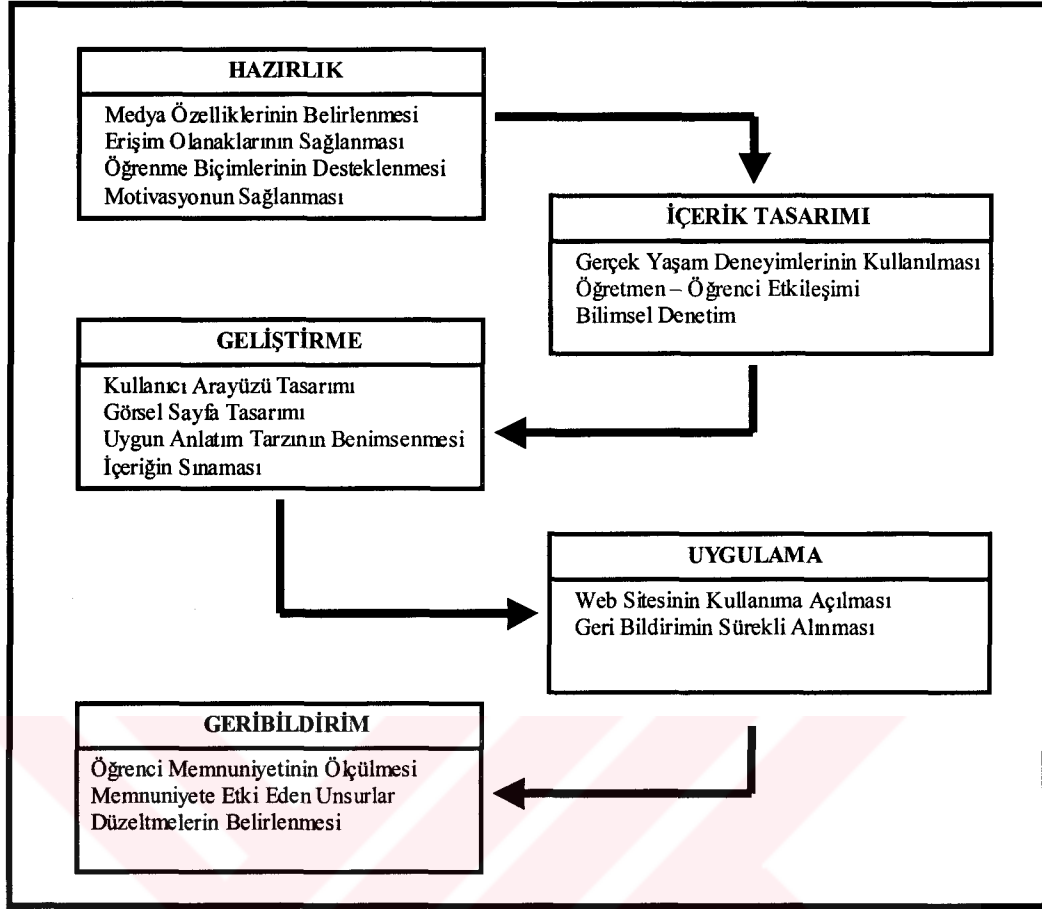 HAZIRLIK
Medya Özelliklerinin Belirlenmesi
Erişim Olanaklarının Sağlanması
Öğrenme Biçimlerinin Desteklenmesi
Motivasyonun Sağlanması
İÇERİK TASARIMI
Gerçek Yaşam Deneyimlerinin Kullanılması
Öğretmen – Öğrenci Etkileşimi
Bilimsel Denetim
GELİŞTİRME
Kullanıcı Arayüzü Tasarımı
Görsel Sayfa Tasarımı
Uygun Anlatım Tarzının Benimsenmesi
İçeriğin Sınaması
UYGULAMA
Web Sitesinin Kullanıma Açılması
Geri Bildirimin Sürekli Alınması
GERİBİLDİRİM
Öğrenci Memnuniyetinin Ölçülmesi
Memnuniyete Etki Eden Unsurlar
Düzeltmelerin Belirlenmesi